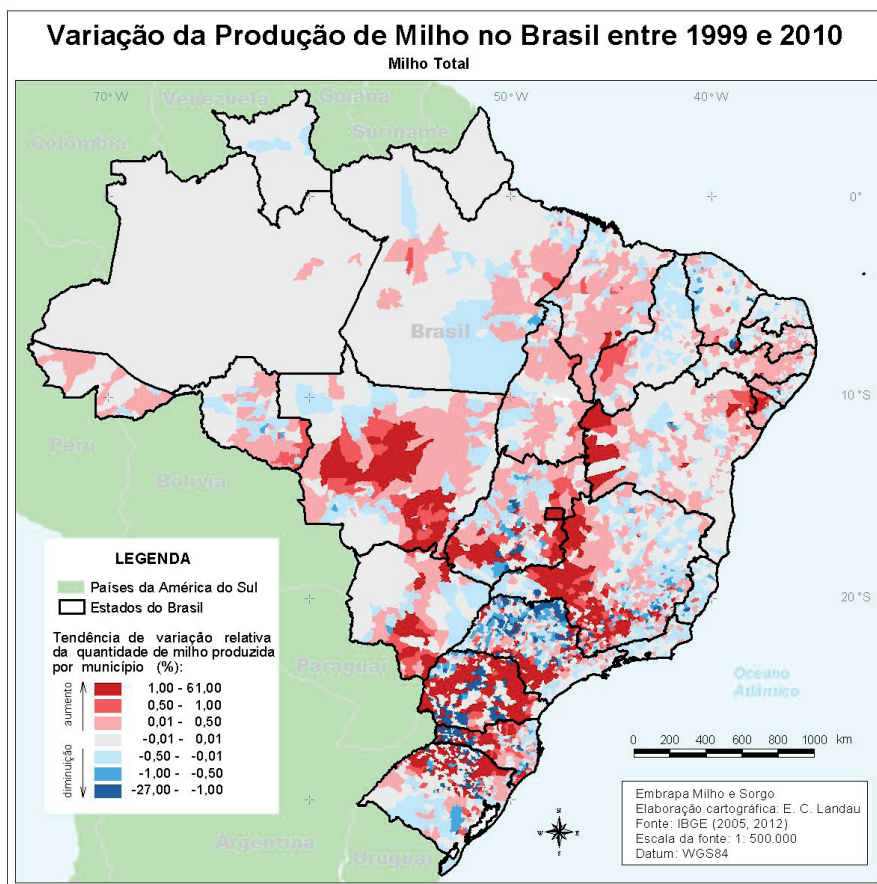 Variação da Produção de Milho no Brasil entre 1999 e 2010
Milho Total
70° W
50° W
40° W
Venezuela
Guiana
Suriname
Colômbia
0°
Brasil
10°S
Péru
Bolívia
20°S
Paraguai
Oceano
Atlântico
Argentina
Uruguai
LEGENDA
Países da América do Sul
Estados do Brasil
Tendência de variação relativa
da quantidade de milho produzida
por município (%):
aumento
diminuição
1,00 - 61,00
0,50 - 1,00
0,01 - 0,50
-0,01 - 0,01
-0,50 - -0,01
-1,00 - -0,50
-27,00 - -1,00
0 200 400 600 800 1000 km
N
W E
S
Embrapa Milho e Sorgo
Elaboração cartográfica: E. C. Landau
Fonte: IBGE (2005, 2012)
Escala da fonte: 1: 500.000
Datum: WGS84